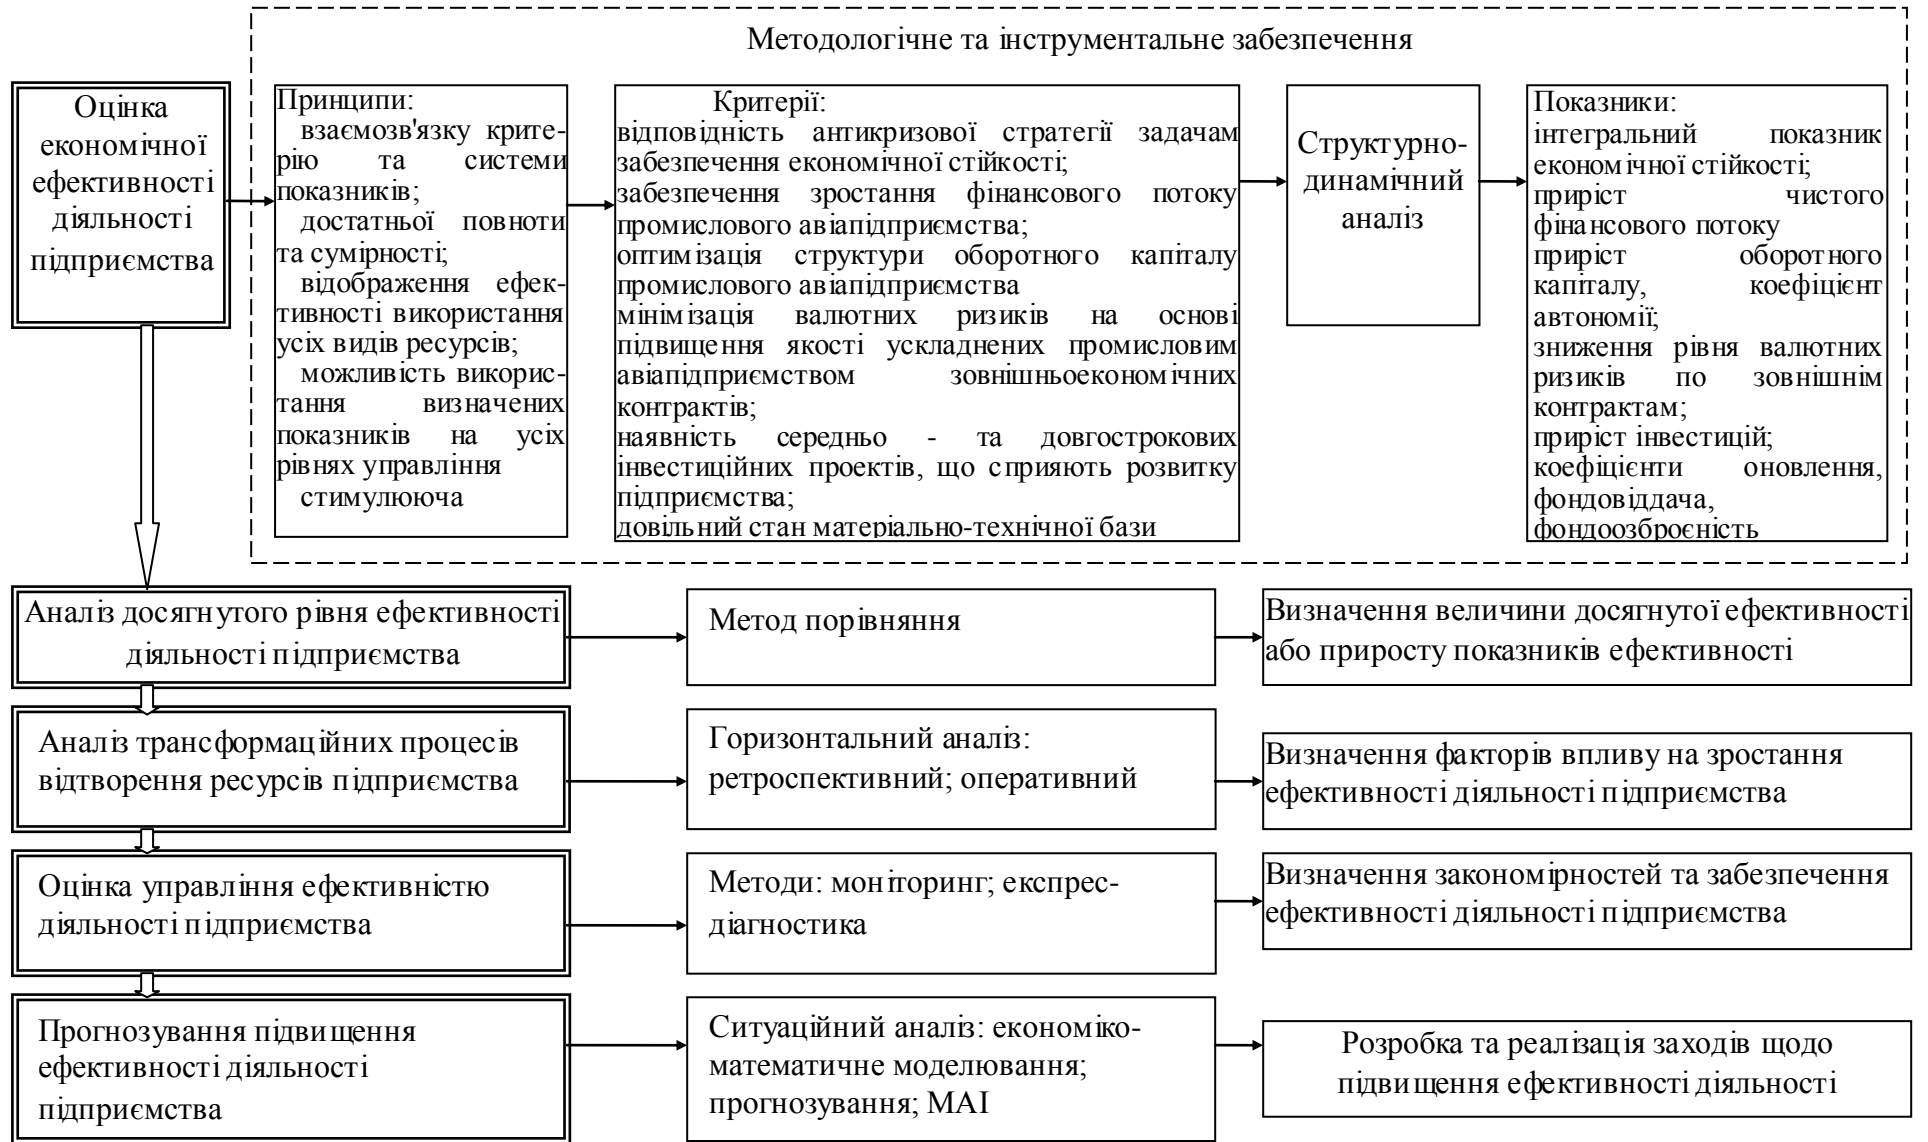 Методологічне та інструментальне забезпечення
Оцінка
економічної
ефективності
діяльності
підприємства
Принципи:
взаємозв'язку крите-
рію та системи
показників;
достатньої повноти
та сумірності;
відображення ефек-
тивності використання
усіх видів ресурсів;
можливість викорис-
тання визначених
показників на усіх
рівнях управління
стимулююча
Критерії:
відповідність антикризової стратегії задачам
забезпечення економічної стійкості;
забезпечення зростання фінансового потоку
промислового авіапідприємства;
оптимізація структури оборотного капіталу
промислового авіапідприємства
мінімізація валютних ризиків на основі
підвищення якості ускладнених промисловим
авіапідприємством зовнішньоекономічних
контрактів;
наявність середньо - та довгострокових
інвестиційних проектів, що сприяють розвитку
підприємства;
довільний стан матеріально-технічної бази
Структурно-
динамічний
аналіз
Показники:
інтегральний показник
економічної стійкості;
приріст чистого
фінансового потоку
приріст оборотного
капіталу, коефіцієнт
автономії;
зниження рівня валютних
ризиків по зовнішнім
контрактам;
приріст інвестицій;
коефіцієнти оновлення,
фондовіддача,
фондоозброєність
Аналіз досягнутого рівня ефективності
діяльності підприємства
Метод порівняння
Визначення величини досягнутої ефективності
або приросту показників ефективності
Аналіз трансформаційних процесів
відтворення ресурсів підприємства
Горизонтальний аналіз:
ретроспективний; оперативний
Визначення факторів впливу на зростання
ефективності діяльності підприємства
Оцінка управління ефективністю
діяльності підприємства
Методи: моніторинг; експрес-
діагностика
Визначення закономірностей та забезпечення
ефективності діяльності підприємства
Прогнозування підвищення
ефективності діяльності
підприємства
Ситуаційний аналіз: економіко-
математичне моделювання;
прогнозування; МАІ
Розробка та реалізація заходів щодо
підвищення ефективності діяльності